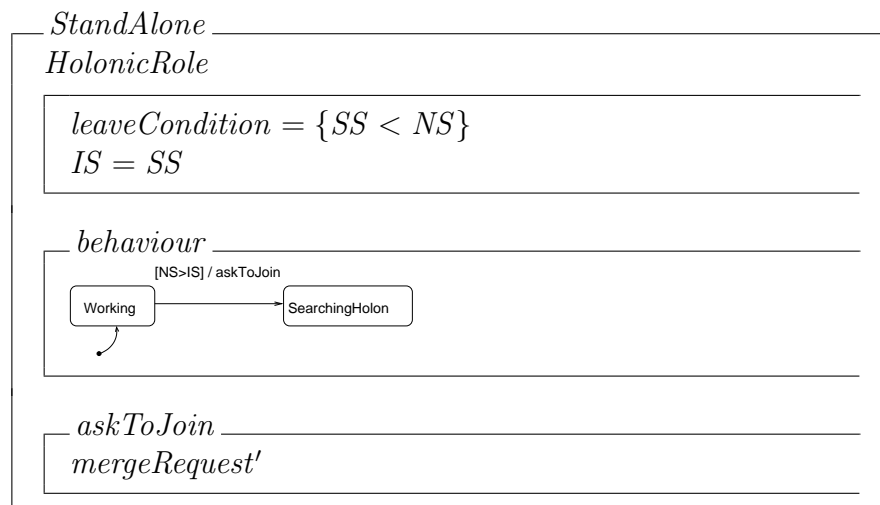 StandAlone
HolonicRole
leaveCondition = {SS < NS}
IS = SS
behaviour
[NS>IS] / askToJoin
Working
SearchingHolon
askToJoin
mergeRequest′